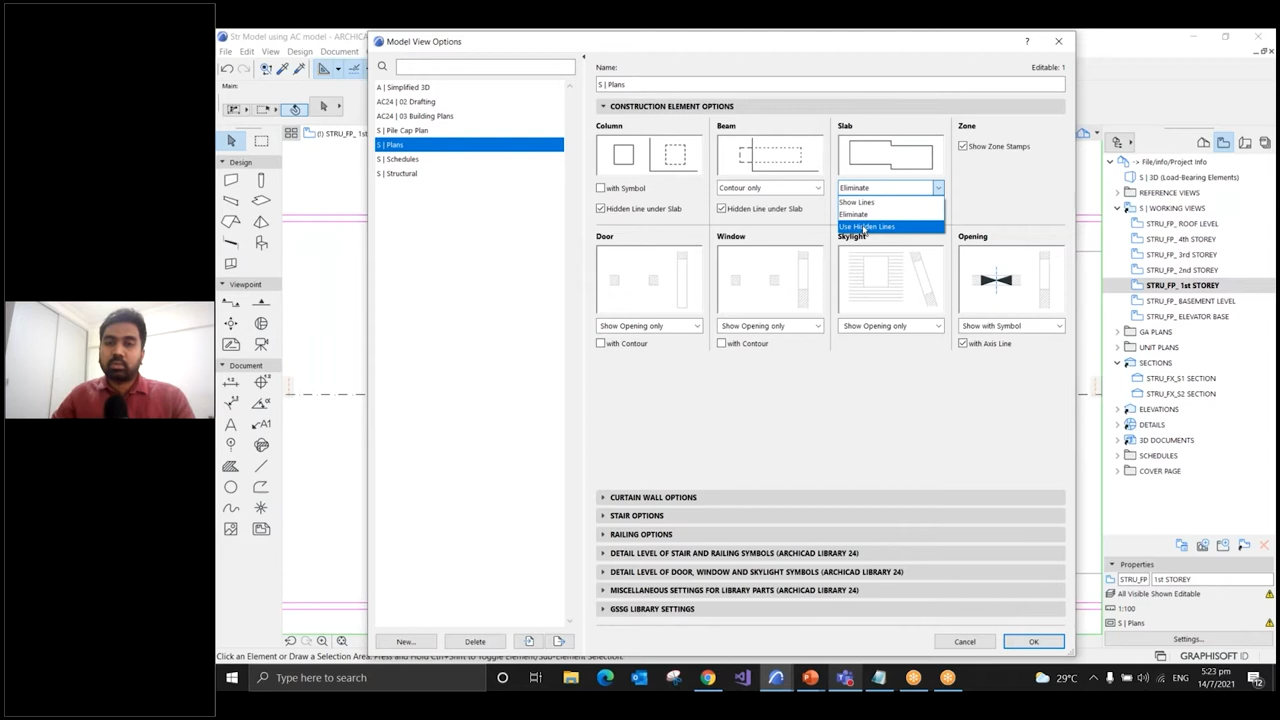 Str Model using AC model - ARCHICA
File Edit View Design Document
Main:
(!) STRU_FP_ 1s
Design
Viewpoint
Document
Model View Options
?
A | Simplified 3D
AC24 | 02 Drafting
AC24 | 03 Building Plans
S | Pile Cap Plan
S | Plans
S | Schedules
S | Structural
New...
Delete
Name:
Editable: 1
S | Plans
CONSTRUCTION ELEMENT OPTIONS
Column
Beam
Slab
Zone
Show Zone Stamps
with Symbol
Contour only
Eliminate
Show Lines
Eliminate
Use Hidden Lines
Hidden Line under Slab
Hidden Line under Slab
Door
Window
Skylight
Opening
Show Opening only
Show Opening only
Show Opening only
Show with Symbol
with Contour
with Contour
with Axis Line
CURTAIN WALL OPTIONS
STAIR OPTIONS
RAILING OPTIONS
DETAIL LEVEL OF STAIR AND RAILING SYMBOLS (ARCHICAD LIBRARY 24)
DETAIL LEVEL OF DOOR, WINDOW AND SKYLIGHT SYMBOLS (ARCHICAD LIBRARY 24)
MISCELLANEOUS SETTINGS FOR LIBRARY PARTS (ARCHICAD LIBRARY 24)
GSSG LIBRARY SETTINGS
Cancel
OK
-> File/info/Project Info
S | 3D (Load-Bearing Elements)
REFERENCE VIEWS
S | WORKING VIEWS
STRU_FP_ ROOF LEVEL
STRU_FP_ 4th STOREY
STRU_FP_ 3rd STOREY
STRU_FP_ 2nd STOREY
STRU_FP_ 1st STOREY
STRU_FP_ BASEMENT LEVEL
STRU_FP_ ELEVATOR BASE
GA PLANS
UNIT PLANS
SECTIONS
STRU_FX_S1 SECTION
STRU_FX_S2 SECTION
ELEVATIONS
DETAILS
3D DOCUMENTS
SCHEDULES
COVER PAGE
Properties
STRU_FP
1st STOREY
All Visible Shown Editable
1:100
S | Plans
Settings...
GRAPHISOFT ID
Click an Element or Draw a Selection Area. Press and Hold Ctrl+Shift to Toggle Element/Sub-Element Selection.
Type here to search
29°C
ENG
5:23 pm
14/7/2021
12